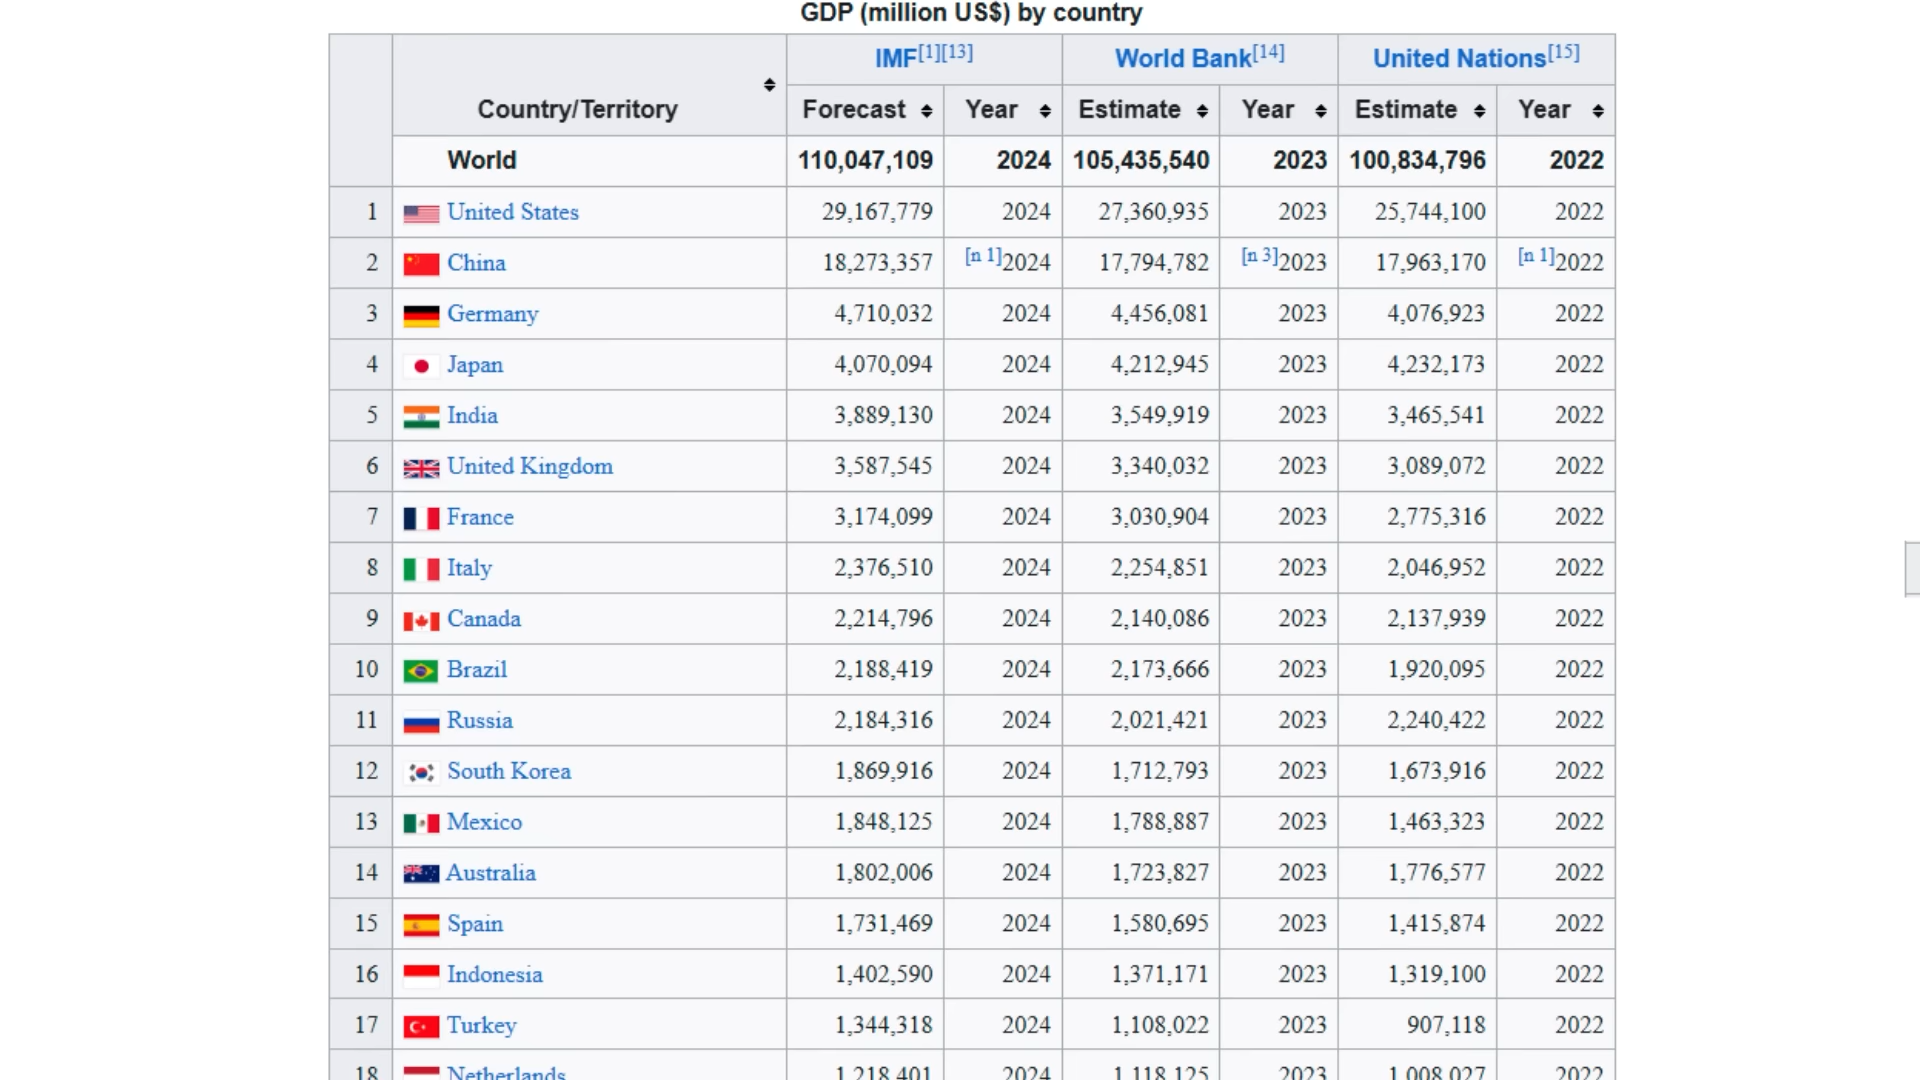 GDP (million US$) by country
Country/Territory IMF[1][13] World Bank[14] United Nations[15]
Forecast Year Estimate Year Estimate Year
World 110,047,109 2024 105,435,540 2023 100,834,796 2022
1 United States 29,167,779 2024 27,360,935 2023 25,744,100 2022
2 China 18,273,357 [n 1]2024 17,794,782 [n 3]2023 17,963,170 [n 1]2022
3 Germany 4,710,032 2024 4,456,081 2023 4,076,923 2022
4 Japan 4,070,094 2024 4,212,945 2023 4,232,173 2022
5 India 3,889,130 2024 3,549,919 2023 3,465,541 2022
6 United Kingdom 3,587,545 2024 3,340,032 2023 3,089,072 2022
7 France 3,174,099 2024 3,030,904 2023 2,775,316 2022
8 Italy 2,376,510 2024 2,254,851 2023 2,046,952 2022
9 Canada 2,214,796 2024 2,140,086 2023 2,137,939 2022
10 Brazil 2,188,419 2024 2,173,666 2023 1,920,095 2022
11 Russia 2,184,316 2024 2,021,421 2023 2,240,422 2022
12 South Korea 1,869,916 2024 1,712,793 2023 1,673,916 2022
13 Mexico 1,848,125 2024 1,788,887 2023 1,463,323 2022
14 Australia 1,802,006 2024 1,723,827 2023 1,776,577 2022
15 Spain 1,731,469 2024 1,580,695 2023 1,415,874 2022
16 Indonesia 1,402,590 2024 1,371,171 2023 1,319,100 2022
17 Turkey 1,344,318 2024 1,108,022 2023 907,118 2022
18 Netherlands 1,218,401 2024 1,118,125 2023 1,008,027 2022